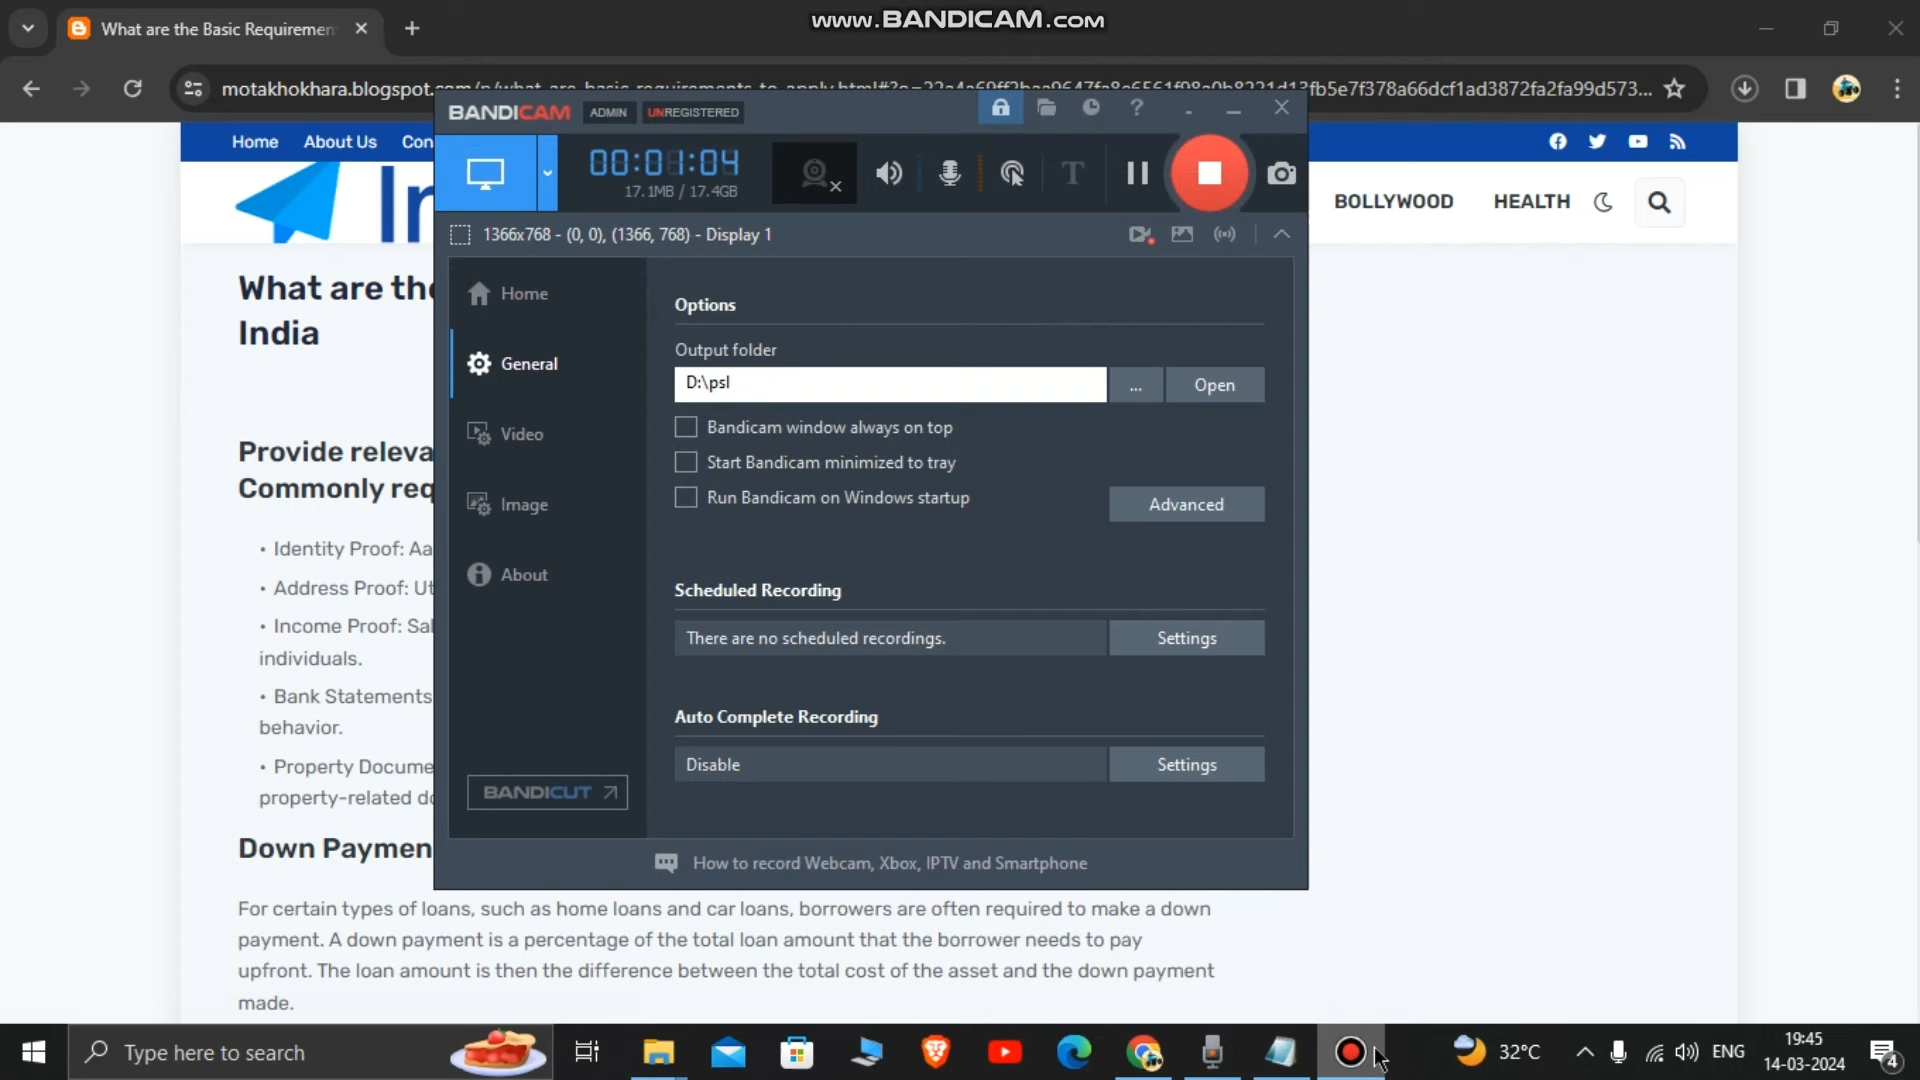 www.BANDICAM.com
What are the Basic Requiremen
motakhokhara.blogspot.
BANDICAM ADMIN UNREGISTERED
Home About Us Con
00:01:04
17.1MB / 17.4GB
T
BOLLYWOOD HEALTH
1366x768 - (0, 0), (1366, 768) - Display 1
What are the
India
Home
General
Video
Image
About
BANDICUT
Options
Output folder
D:\psl
... Open
Bandicam window always on top
Start Bandicam minimized to tray
Run Bandicam on Windows startup
Advanced
Scheduled Recording
There are no scheduled recordings. Settings
Auto Complete Recording
Disable Settings
How to record Webcam, Xbox, IPTV and Smartphone
Provide releva
Commonly req
• Identity Proof: Aa
• Address Proof: Ut
• Income Proof: Sal
individuals.
• Bank Statements
behavior.
• Property Docume
property-related do
Down Paymen
For certain types of loans, such as home loans and car loans, borrowers are often required to make a down
payment. A down payment is a percentage of the total loan amount that the borrower needs to pay
upfront. The loan amount is then the difference between the total cost of the asset and the down payment
made.
Type here to search
32°C
ENG
19:45
14-03-2024
4